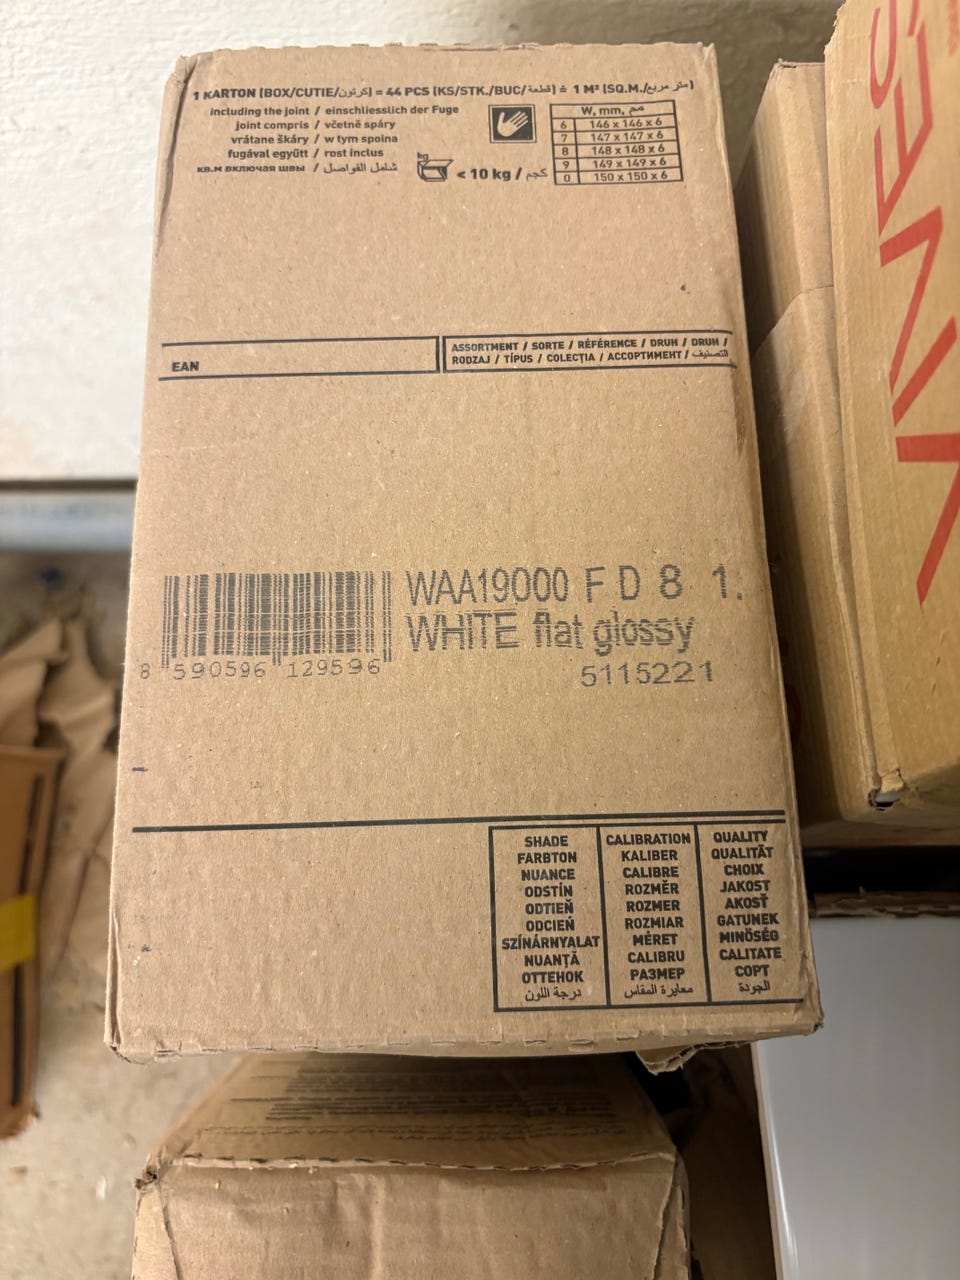 1 KARTON (BOX/CUTIE/كرتون) = 44 PCS (KS/STK./BUC/قطعة) ≙ 1 M² (SQ.M./متر مربع)
including the joint / einschliesslich der Fuge
joint compris / včetně spáry
vrátane škáry / w tym spoina
fugával együtt / rost inclus
КВ.М ВКЛЮЧАЯ ШВЫ / شامل الفواصل
kg
< 10 kg / كجم
W, mm, مم
6 146 x 146 x 6
7 147 x 147 x 6
8 148 x 148 x 6
9 149 x 149 x 6
0 150 x 150 x 6
EAN
ASSORTMENT / SORTE / RÉFÉRENCE / DRUH / DRUH /
RODZAJ / TÍPUS / COLECȚIA / АССОРТИМЕНТ / التصنيف
WAA19000 F D 8 1.
WHITE flat glossy
8 590596 129596
5115221
SHADE
FARBTON
NUANCE
ODSTÍN
ODTIEŇ
ODCIEŃ
SZÍNÁRNYALAT
NUANȚĂ
ОТТЕНОК
درجة اللون
CALIBRATION
KALIBER
CALIBRE
ROZMĚR
ROZMER
ROZMIAR
MÉRET
CALIBRU
РАЗМЕР
معايرة المقاس
QUALITY
QUALITÄT
CHOIX
JAKOST
AKOSŤ
GATUNEK
MINŐSÉG
CALITATE
СОРТ
الجودة